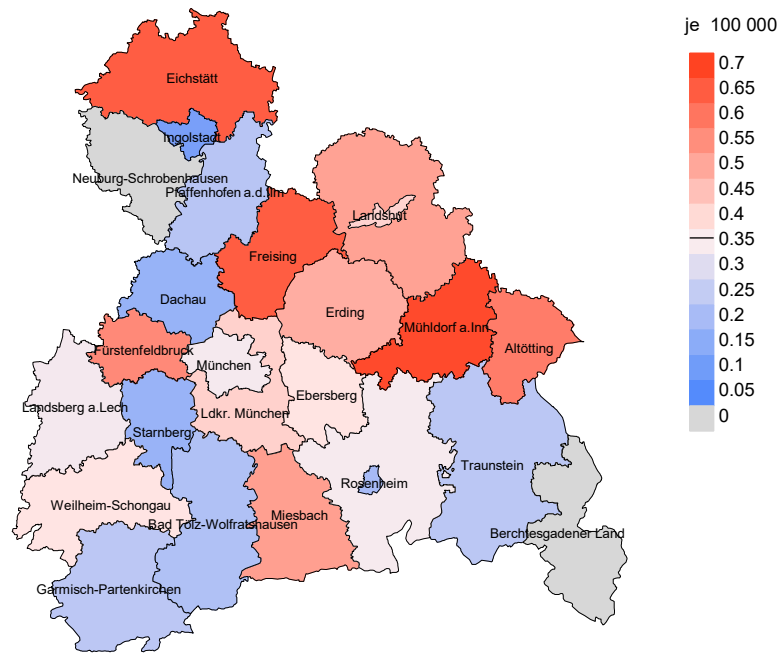 je 100 000
0.7
0.65
0.6
0.55
0.5
0.45
0.4
0.35
0.3
0.25
0.2
0.15
0.1
0.05
0
Eichstätt
Ingolstadt
Neuburg-Schrobenhausen
Pfaffenhofen a.d.Ilm
Landshut
Freising
Dachau
Erding
Mühldorf a.Inn
Altötting
Fürstenfeldbruck
München
Ebersberg
Landsberg a.Lech
Ldkr. München
Starnberg
Traunstein
Rosenheim
Weilheim-Schongau
Miesbach
Bad Tölz-Wolfratshausen
Berchtesgadener Land
Garmisch-Partenkirchen